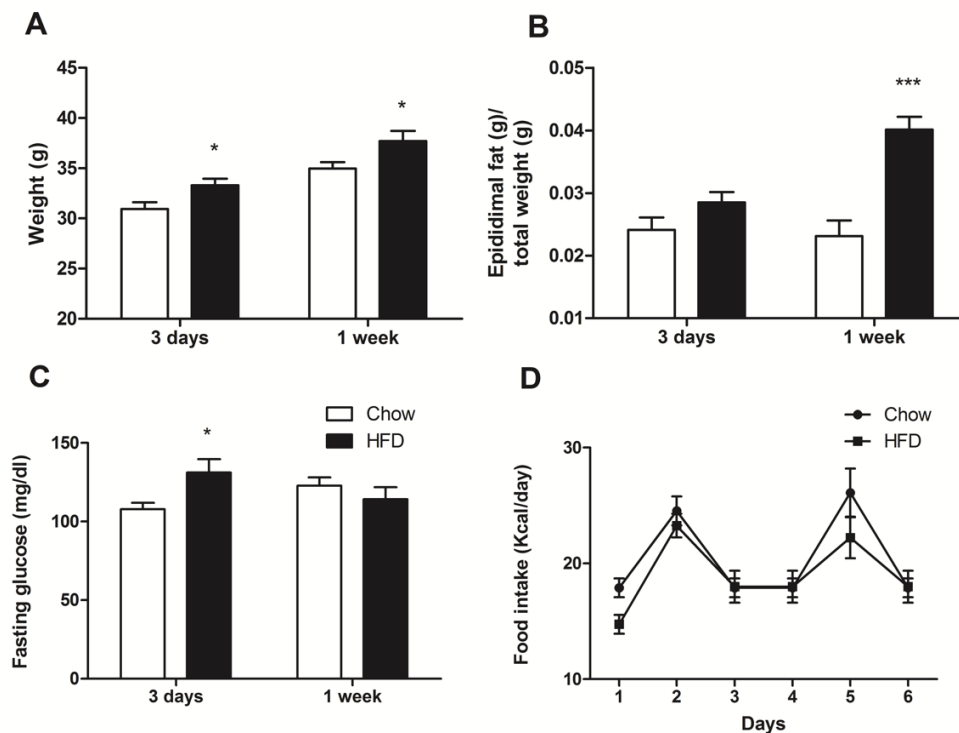 A
Weight (g)
45
40
35
30
25
20
*
*
3 days
1 week
B
Epididimal fat (g)/
total weight (g)
0.05
0.04
0.03
0.02
0.01
***
3 days
1 week
C
Fasting glucose (mg/dl)
150
100
50
0
*
Chow
HFD
3 days
1 week
D
Chow
HFD
Food intake (Kcal/day)
30
20
10
1 2 3 4 5 6
Days